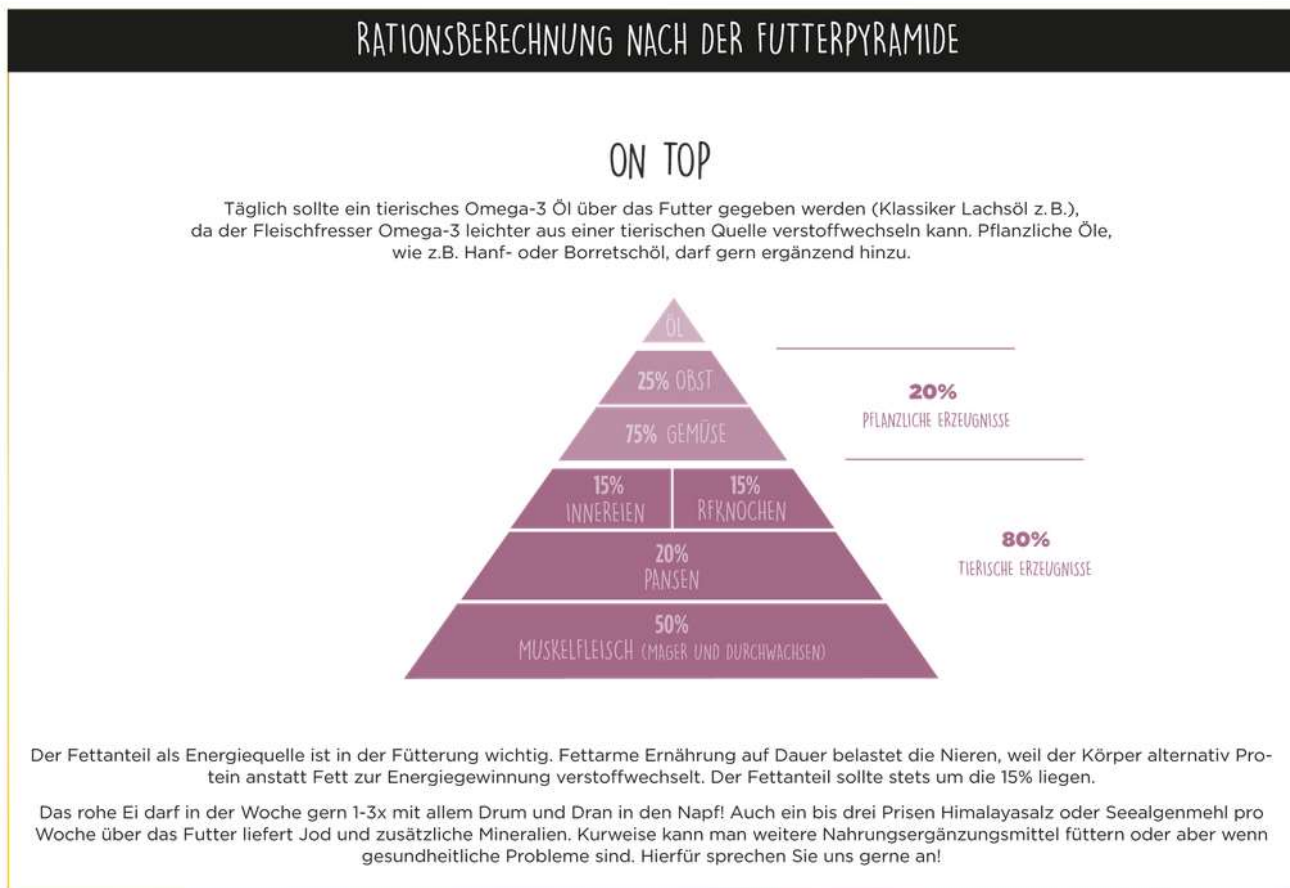 RATIONSBERECHNUNG NACH DER FUTTERPYRAMIDE
ON TOP
Täglich sollte ein tierisches Omega-3 Öl über das Futter gegeben werden (Klassiker Lachsöl z. B.),
da der Fleischfresser Omega-3 leichter aus einer tierischen Quelle verstoffwechseln kann. Pflanzliche Öle,
wie z.B. Hanf- oder Borretschöl, darf gern ergänzend hinzu.
ÖL
25% OBST
75% GEMÜSE
20%
PFLANZLICHE ERZEUGNISSE
15%
INNEREIEN
15%
RFKNOCHEN
20%
PANSEN
80%
TIERISCHE ERZEUGNISSE
50%
MUSKELFLEISCH (MAGER UND DURCHWACHSEN)
Der Fettanteil als Energiequelle ist in der Fütterung wichtig. Fettarme Ernährung auf Dauer belastet die Nieren, weil der Körper alternativ Pro-
tein anstatt Fett zur Energiegewinnung verstoffwechselt. Der Fettanteil sollte stets um die 15% liegen.
Das rohe Ei darf in der Woche gern 1-3x mit allem Drum und Dran in den Napf! Auch ein bis drei Prisen Himalayasalz oder Seealgenmehl pro
Woche über das Futter liefert Jod und zusätzliche Mineralien. Kurweise kann man weitere Nahrungsergänzungsmittel füttern oder aber wenn
gesundheitliche Probleme sind. Hierfür sprechen Sie uns gerne an!